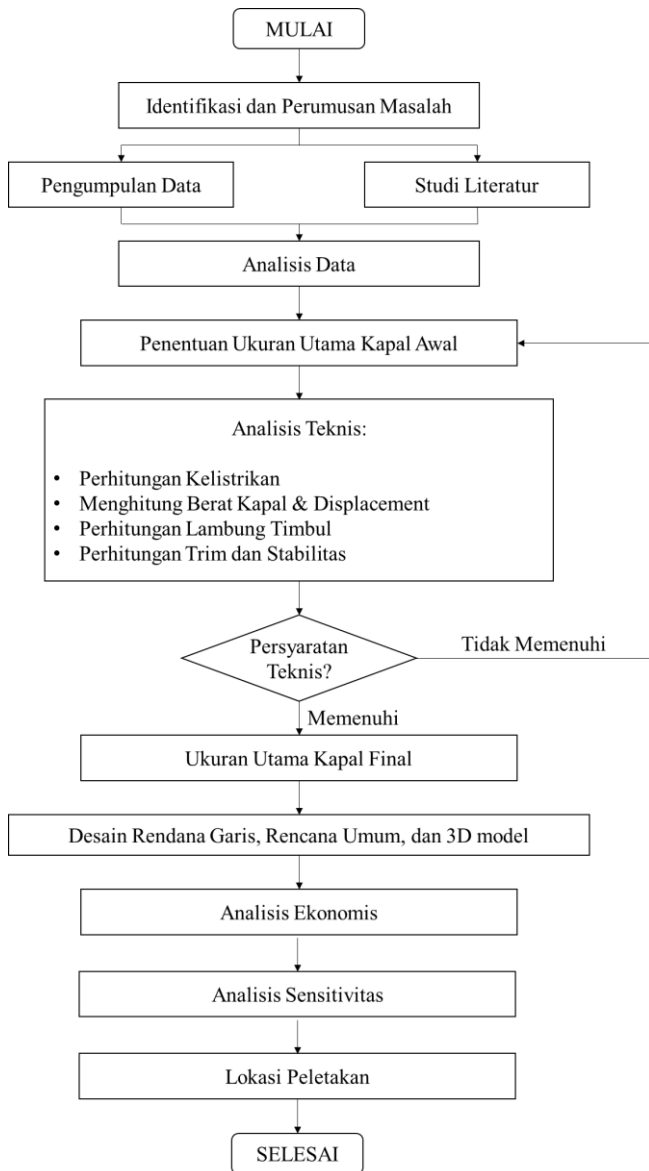 MULAI
Identifikasi dan Perumusan Masalah
Pengumpulan Data
Studi Literatur
Analisis Data
Penentuan Ukuran Utama Kapal Awal
Analisis Teknis:
• Perhitungan Kelistrikan
• Menghitung Berat Kapal & Displacement
• Perhitungan Lambung Timbul
• Perhitungan Trim dan Stabilitas
Persyaratan
Teknis?
Tidak Memenuhi
Memenuhi
Ukuran Utama Kapal Final
Desain Rendana Garis, Rencana Umum, dan 3D model
Analisis Ekonomis
Analisis Sensitivitas
Lokasi Peletakan
SELESAI